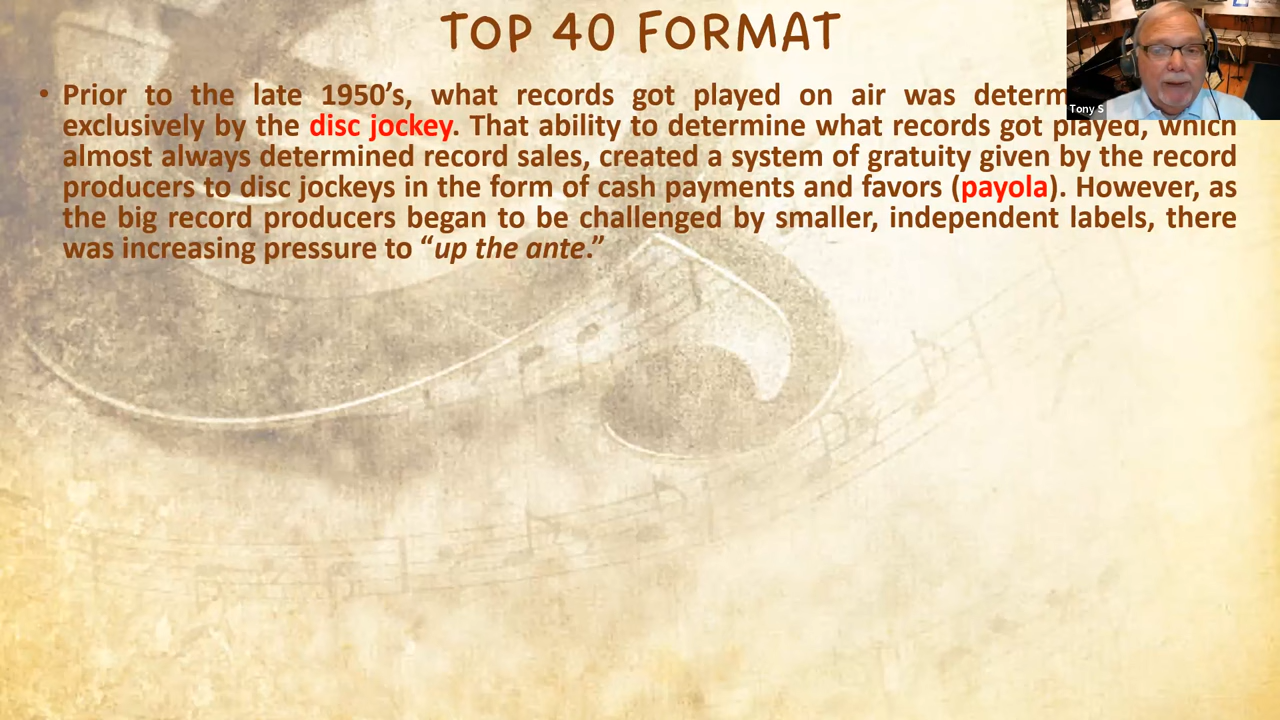 TOP 40 FORMAT
• Prior to the late 1950's, what records got played on air was
exclusively by the disc jockey. That ability to determine what records got played, which
almost always determined record sales, created a system of gratuity given by the record
producers to disc jockeys in the form of cash payments and favors (payola). However, as
the big record producers began to be challenged by smaller, independent labels, there
was increasing pressure to “up the ante.”
Tony S